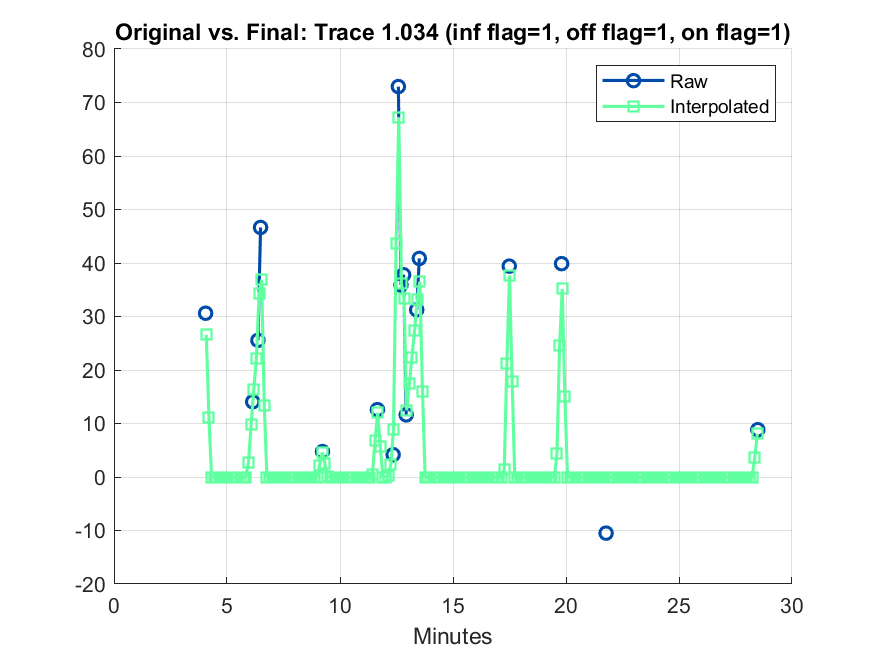 Original vs. Final: Trace 1.034 (inf flag=1, off flag=1, on flag=1)
80
70
60
50
40
30
20
10
0
-10
-20
Raw
Interpolated
0 5 10 15 20 25 30
Minutes